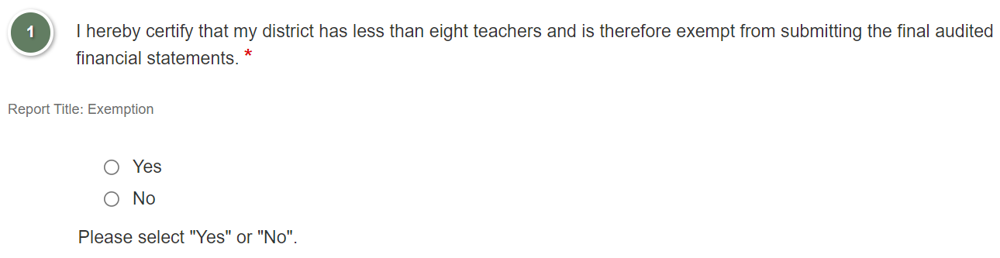 1
I hereby certify that my district has less than eight teachers and is therefore exempt from submitting the final audited
financial statements. *
Report Title: Exemption
Yes
No
Please select "Yes" or "No".